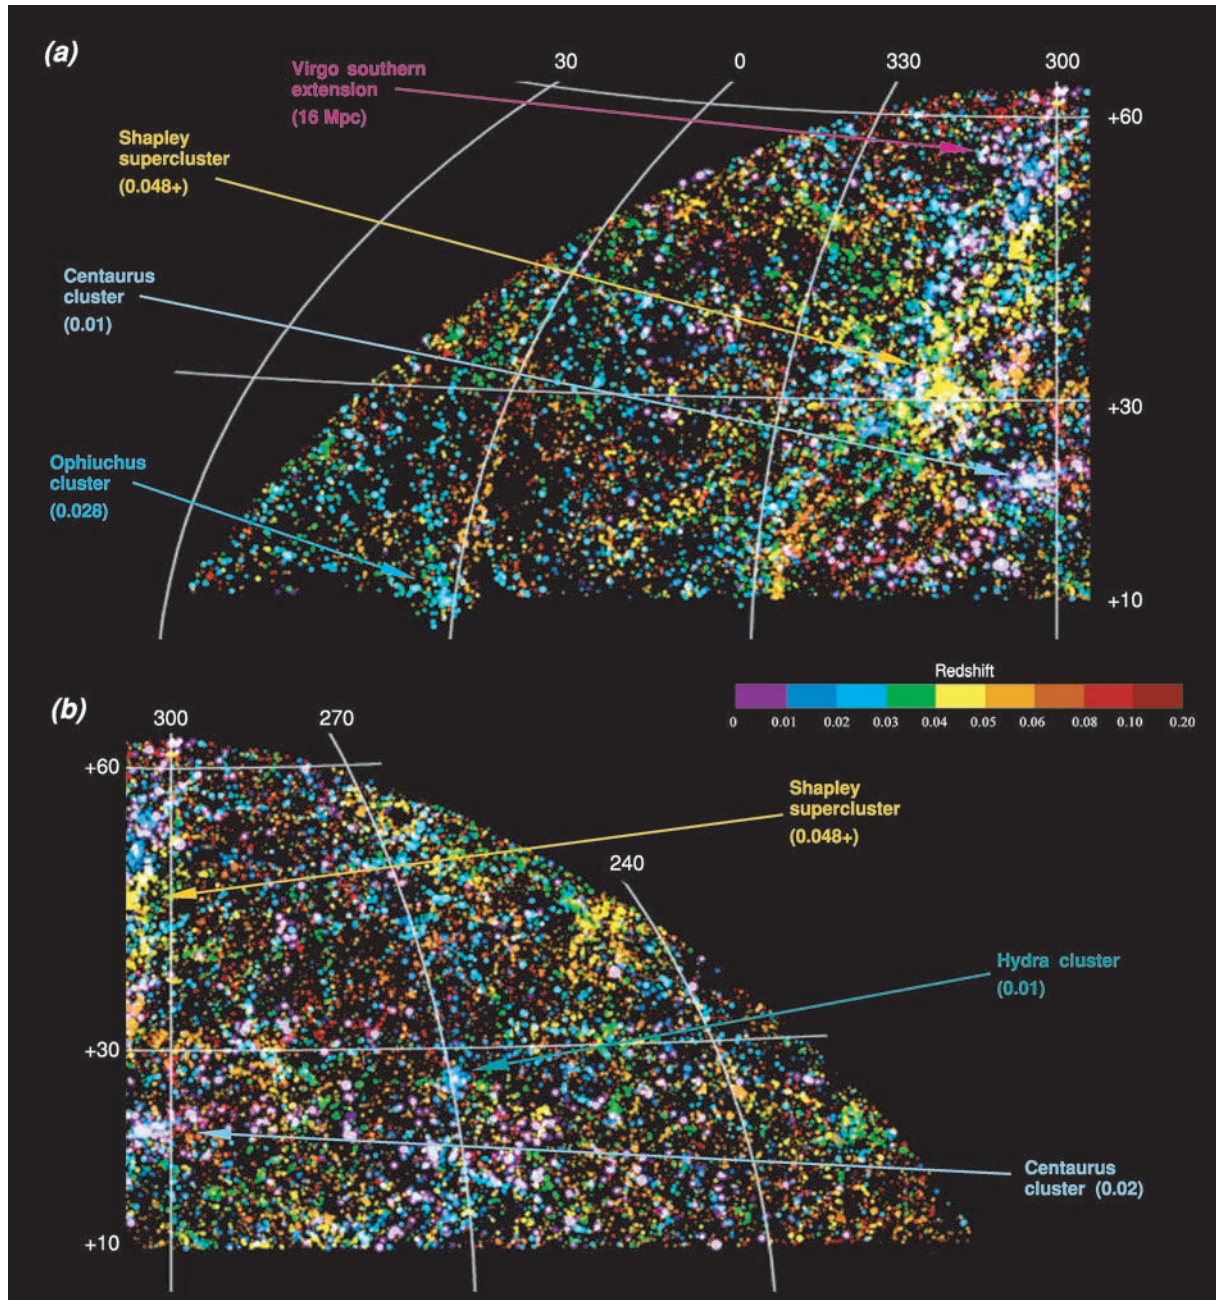 (a)
30 0 330 300
Virgo southern
extension
(16 Mpc)
+60
Shapley
supercluster
(0.048+)
Centaurus
cluster
(0.01)
+30
Ophiuchus
cluster
(0.028)
+10
Redshift
0 0.01 0.02 0.03 0.04 0.05 0.06 0.08 0.10 0.20
(b)
300 270
+60
Shapley
supercluster
(0.048+)
240
Hydra cluster
(0.01)
+30
Centaurus
cluster (0.02)
+10